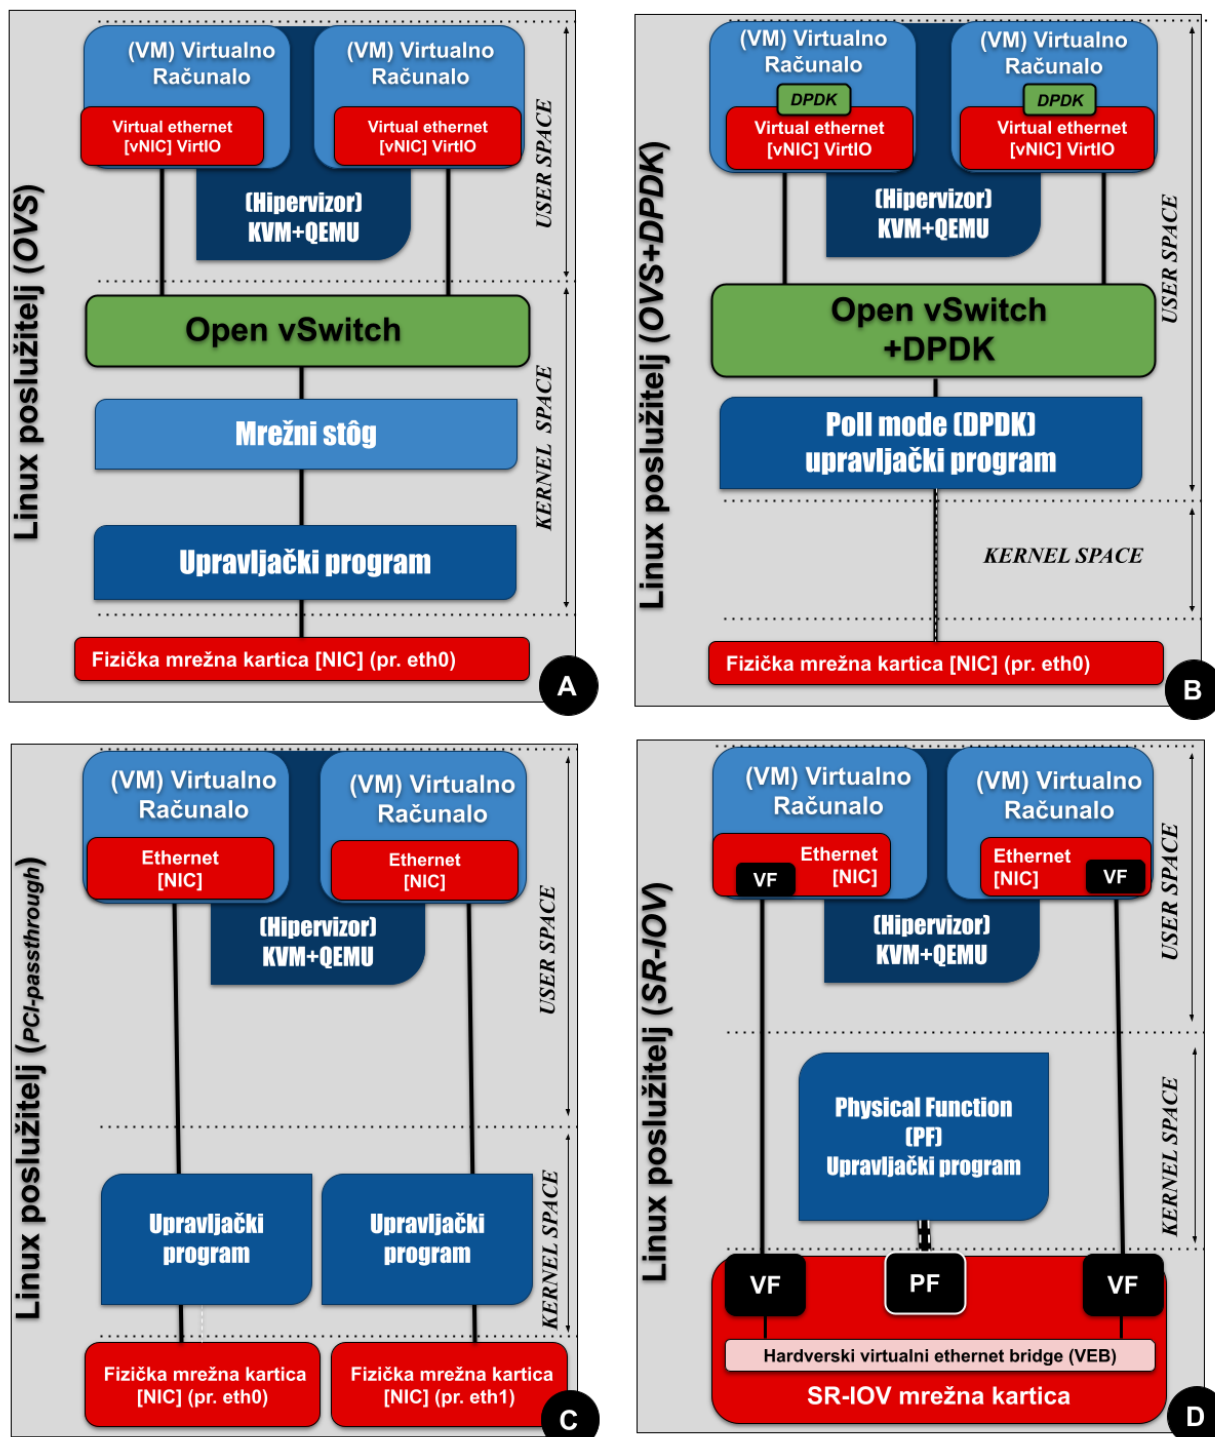 Linux poslužitelj (OVS)
(VM) Virtualno
Računalo
Virtual ethernet
[vNIC] VirtIO
(VM) Virtualno
Računalo
Virtual ethernet
[vNIC] VirtIO
(Hipervizor)
KVM+QEMU
USER SPACE
Open vSwitch
Mrežni stôg
Upravljački program
KERNEL SPACE
Fizička mrežna kartica [NIC] (pr. eth0)
A
Linux poslužitelj (OVS+DPDK)
(VM) Virtualno
Računalo
DPDK
Virtual ethernet
[vNIC] VirtIO
(VM) Virtualno
Računalo
DPDK
Virtual ethernet
[vNIC] VirtIO
(Hipervizor)
KVM+QEMU
USER SPACE
Open vSwitch
+DPDK
Poll mode (DPDK)
upravljački program
KERNEL SPACE
Fizička mrežna kartica [NIC] (pr. eth0)
B
Linux poslužitelj (PCI-passthrough)
(VM) Virtualno
Računalo
Ethernet
[NIC]
(VM) Virtualno
Računalo
Ethernet
[NIC]
(Hipervizor)
KVM+QEMU
USER SPACE
Upravljački
program
Upravljački
program
KERNEL SPACE
Fizička mrežna kartica
[NIC] (pr. eth0)
Fizička mrežna kartica
[NIC] (pr. eth1)
C
Linux poslužitelj (SR-IOV)
(VM) Virtualno
Računalo
Ethernet
[NIC]
VF
(VM) Virtualno
Računalo
Ethernet
[NIC]
VF
(Hipervizor)
KVM+QEMU
USER SPACE
Physical Function
(PF)
Upravljački program
KERNEL SPACE
VF
PF
VF
Hardverski virtualni ethernet bridge (VEB)
SR-IOV mrežna kartica
D